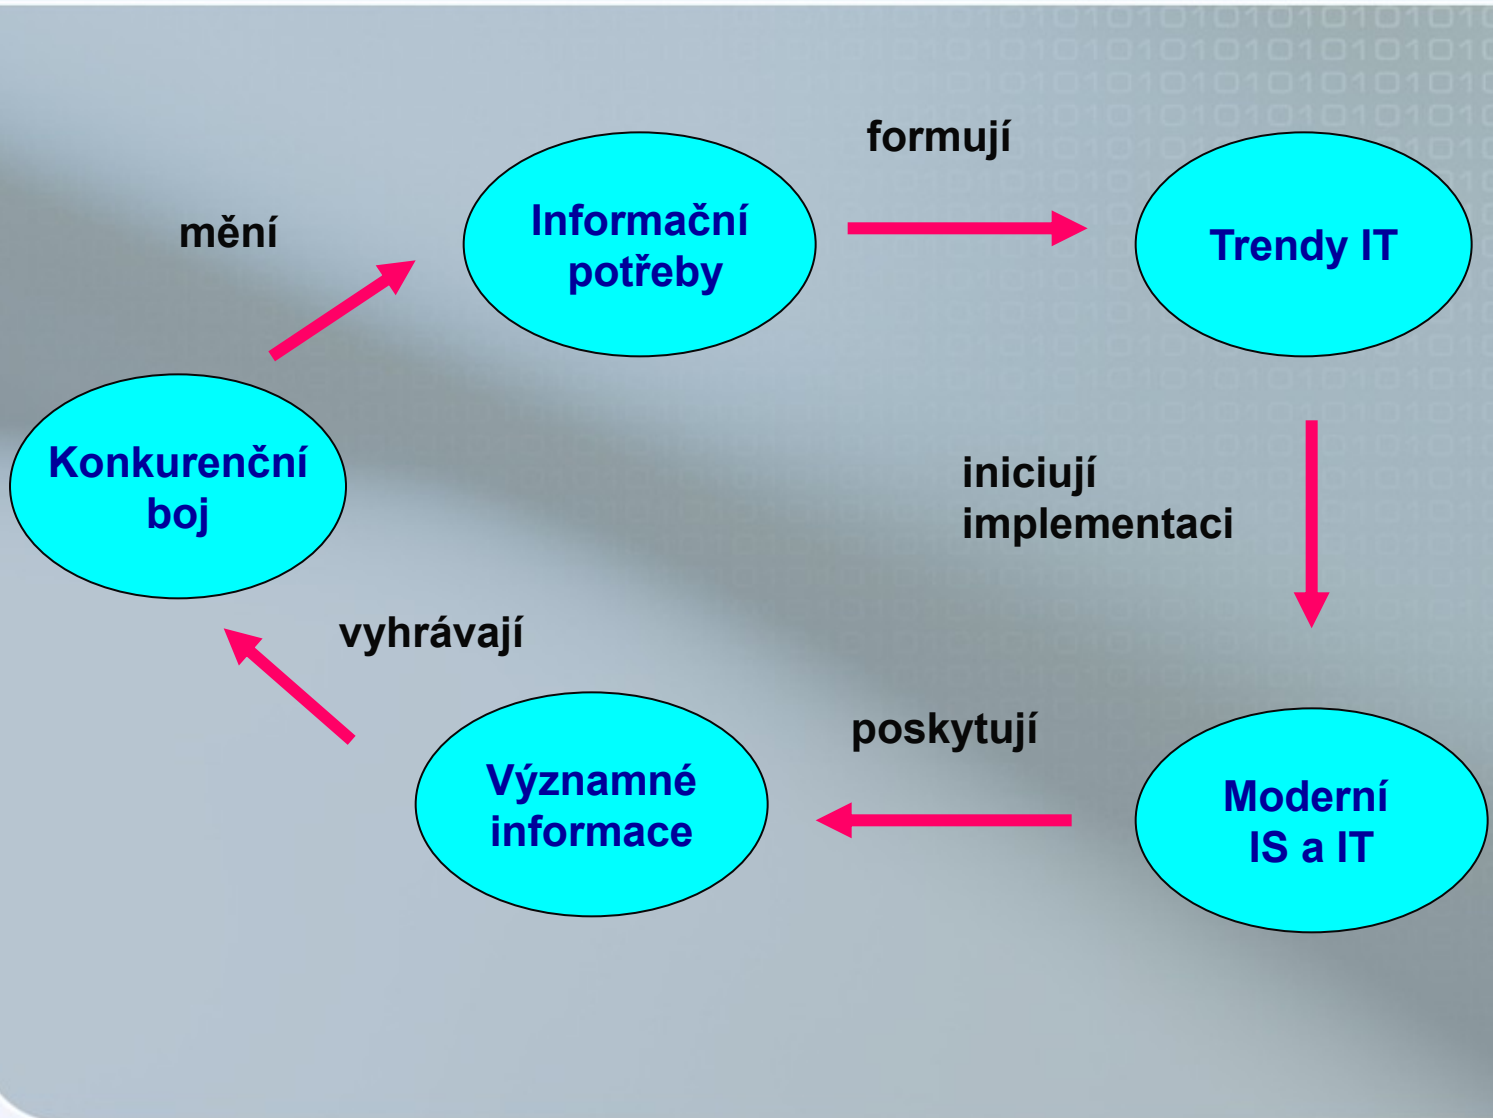 formují
Informační
potřeby
Trendy IT
mění
Konkurenční
boj
iniciují
implementaci
vyhrávají
poskytují
Významné
informace
Moderní
IS a IT